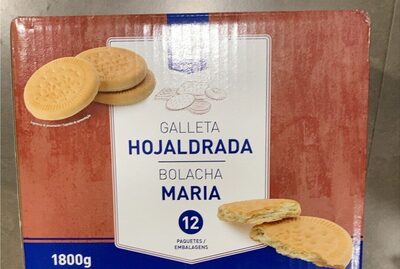 GALLETA
HOJALDRADA
BOLACHA
MARIA
12
PAQUETES /
EMBALAGENS
1800g